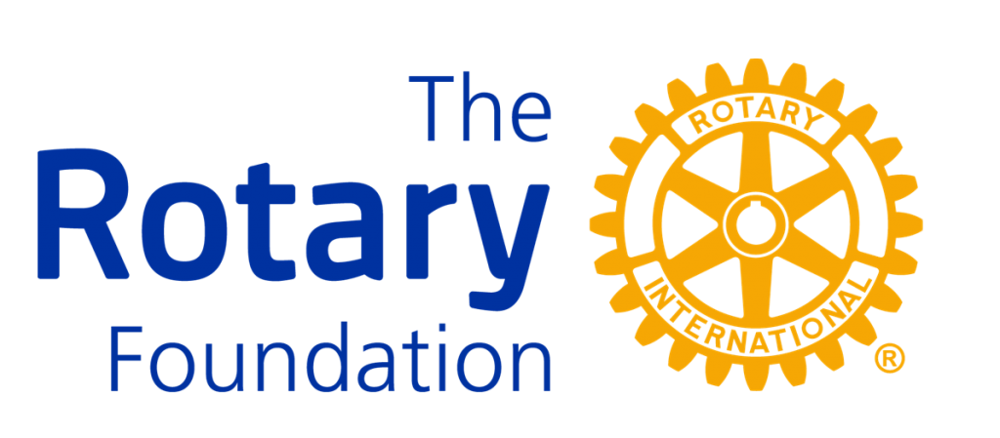 The
Rotary
Foundation
ROTARY
INTERNATIONAL
®